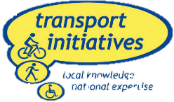 transport
initiatives
local knowledge
national expertise